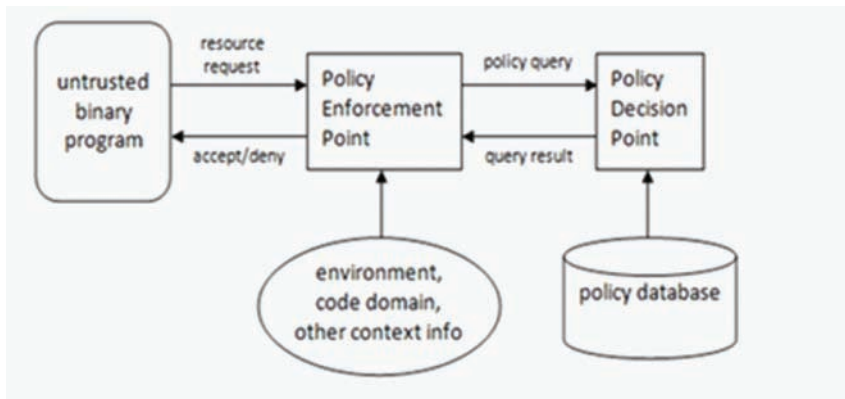 untrusted
binary
program
resource
request
accept/deny
Policy
Enforcement
Point
policy query
query result
Policy
Decision
Point
environment,
code domain,
other context info
policy database